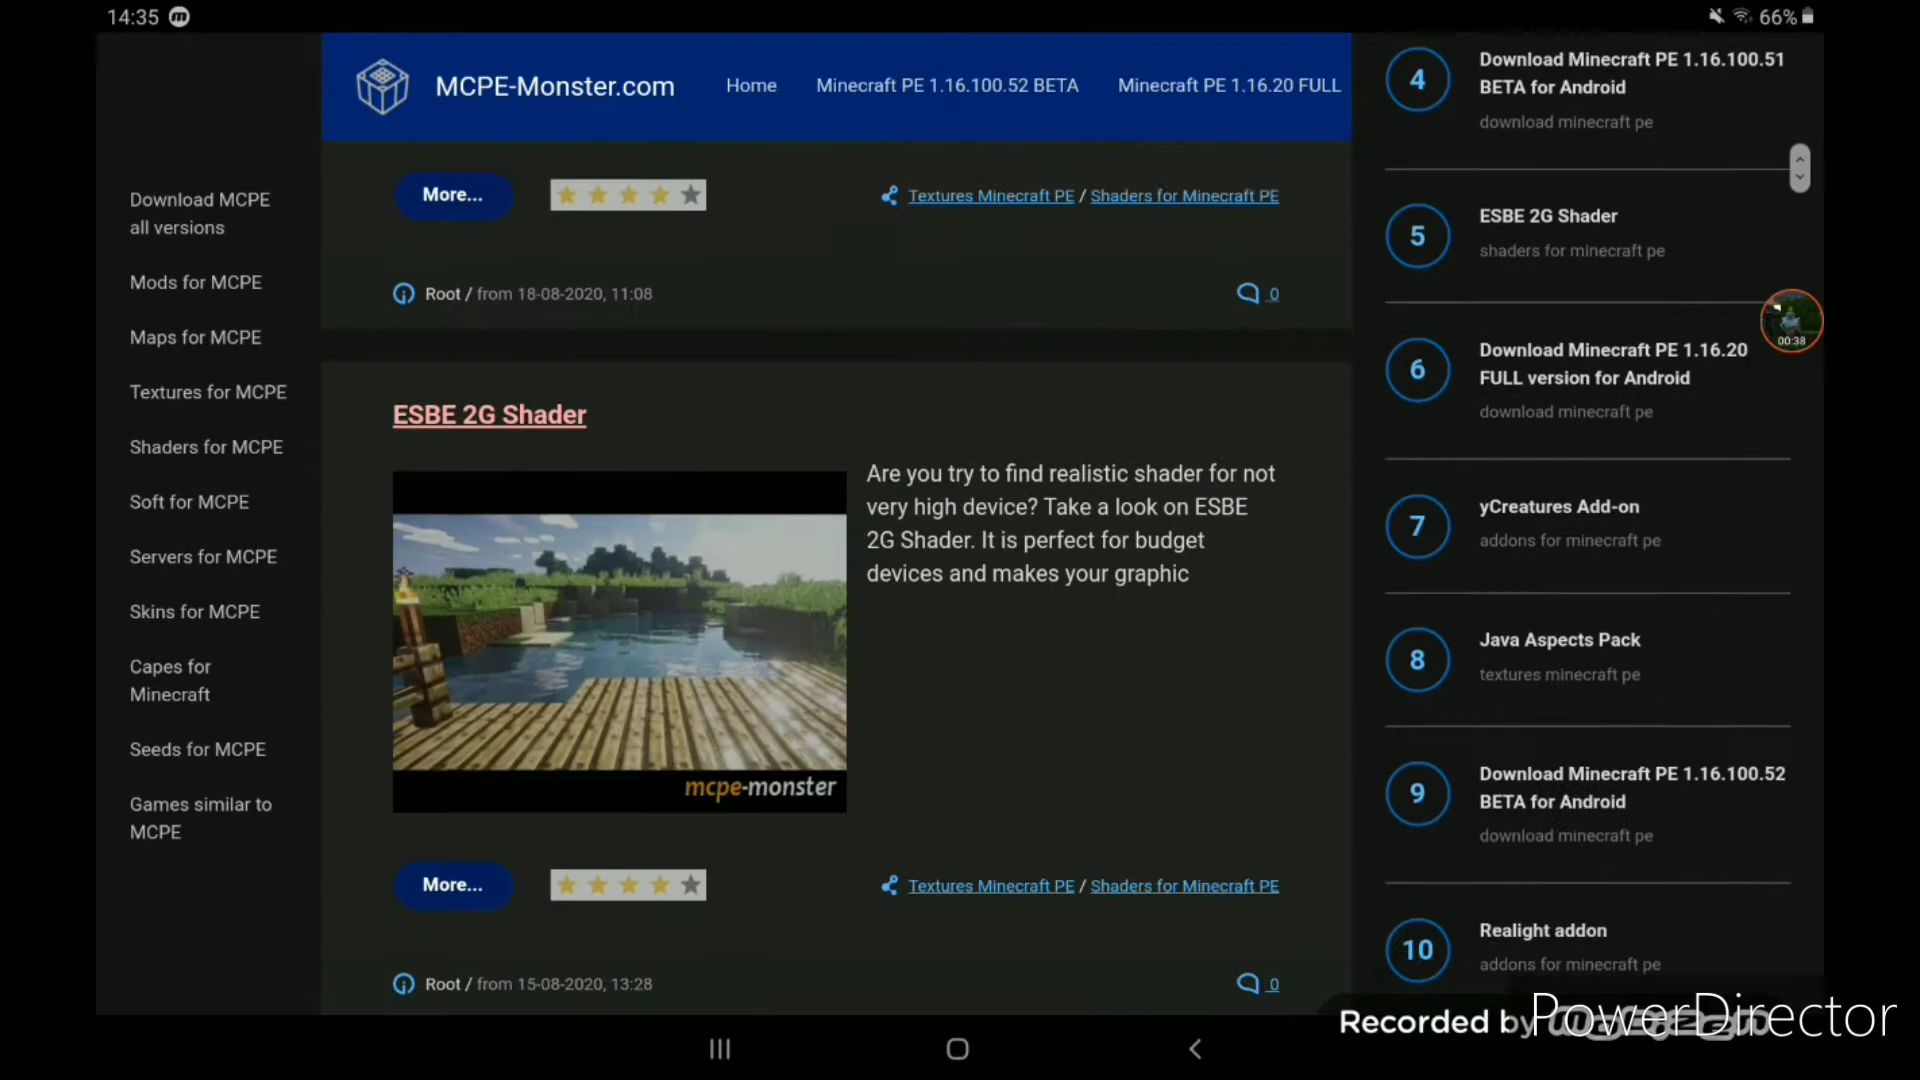 14:35
66%
MCPE-Monster.com
Home
Minecraft PE 1.16.100.52 BETA
Minecraft PE 1.16.20 FULL
Download MCPE
all versions
Mods for MCPE
Maps for MCPE
Textures for MCPE
Shaders for MCPE
Soft for MCPE
Servers for MCPE
Skins for MCPE
Capes for
Minecraft
Seeds for MCPE
Games similar to
MCPE
More...
Textures Minecraft PE / Shaders for Minecraft PE
Root / from 18-08-2020, 11:08
0
ESBE 2G Shader
Are you try to find realistic shader for not
very high device? Take a look on ESBE
2G Shader. It is perfect for budget
devices and makes your graphic
mcpe-monster
More...
Textures Minecraft PE / Shaders for Minecraft PE
Root / from 15-08-2020, 13:28
0
4
Download Minecraft PE 1.16.100.51
BETA for Android
download minecraft pe
5
ESBE 2G Shader
shaders for minecraft pe
00:38
6
Download Minecraft PE 1.16.20
FULL version for Android
download minecraft pe
7
yCreatures Add-on
addons for minecraft pe
8
Java Aspects Pack
textures minecraft pe
9
Download Minecraft PE 1.16.100.52
BETA for Android
download minecraft pe
10
Realight addon
addons for minecraft pe
Recorded by
PowerDirector